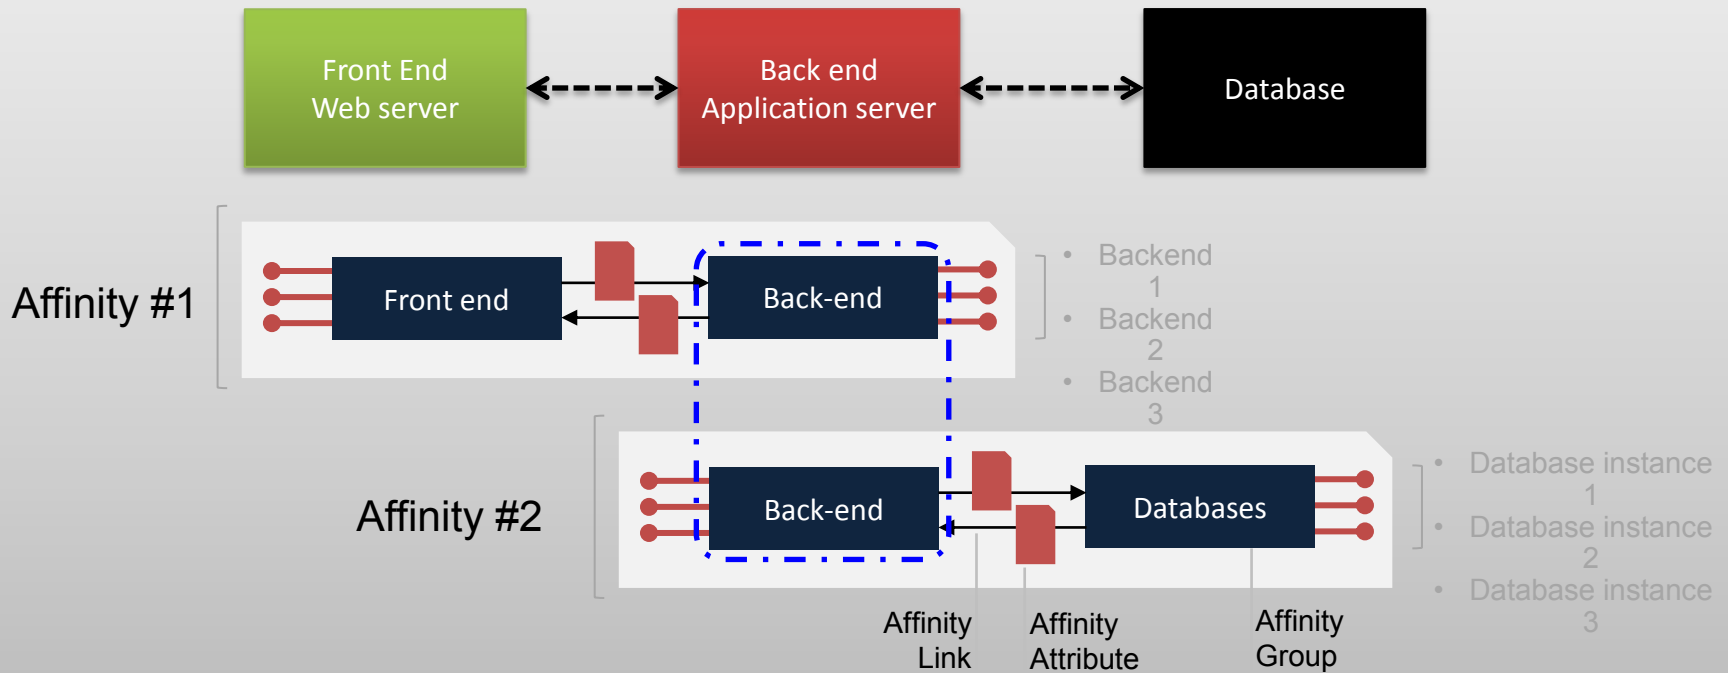 Front End
Web server
Back end
Application server
Database
Affinity #1
Front end
Back-end
• Backend
1
• Backend
2
• Backend
3
Affinity #2
Back-end
Databases
• Database instance
1
• Database instance
2
• Database instance
3
Affinity
Link
Affinity
Attribute
Affinity
Group